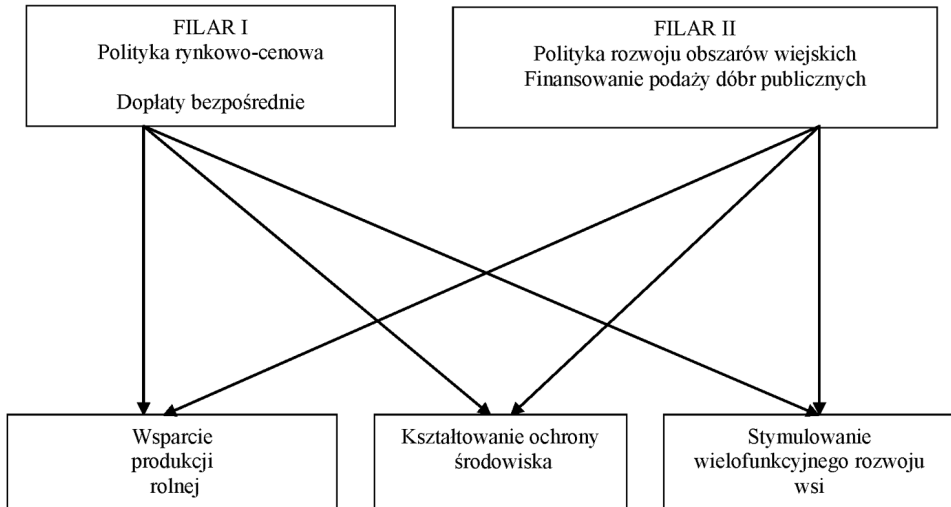 FILAR I
Polityka rynkowo-cenowa
Dopłaty bezpośrednie
FILAR II
Polityka rozwoju obszarów wiejskich
Finansowanie podaży dóbr publicznych
Wsparcie
produkcji
rolnej
Kształtowanie ochrony
środowiska
Stymulowanie
wielofunkcyjnego rozwoju
wsi